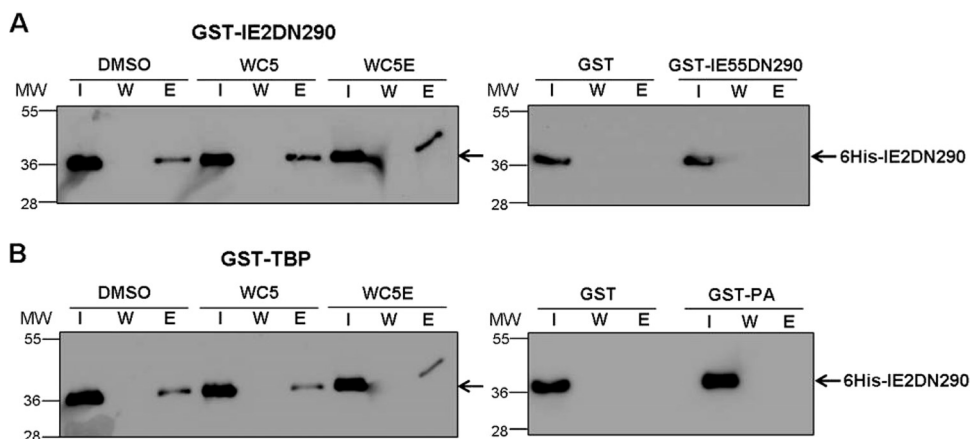 A
GST-IE2DN290
DMSO WC5 WC5E
MW I W E I W E I W E
55
36
28
GST GST-IE55DN290
MW I W E I W E
55
36
28
6His-IE2DN290
B
GST-TBP
DMSO WC5 WC5E
MW I W E I W E I W E
55
36
28
GST GST-PA
MW I W E I W E
55
36
28
6His-IE2DN290